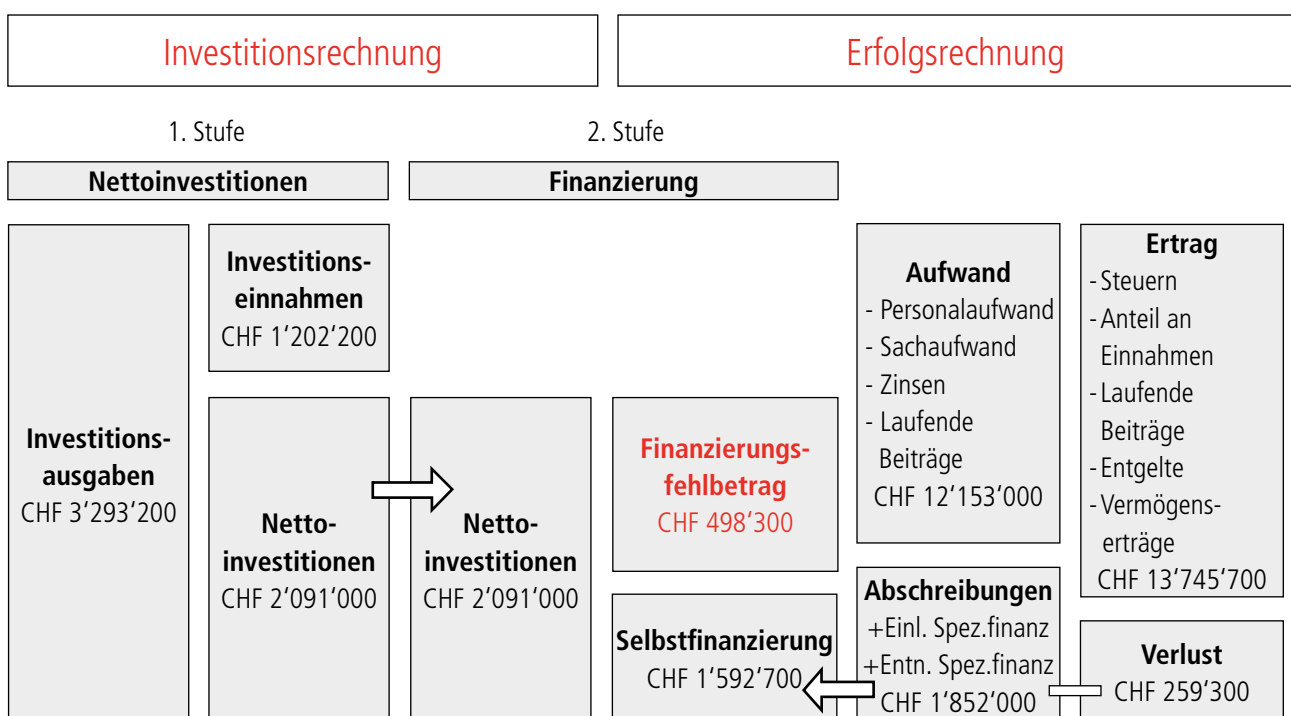 Investitionsrechnung
Erfolgsrechnung
1. Stufe
2. Stufe
Nettoinvestitionen
Finanzierung
Investitions-
ausgaben
CHF 3‘293‘200
Investitions-
einnahmen
CHF 1‘202‘200
Netto-
investitionen
CHF 2‘091‘000
Netto-
investitionen
CHF 2‘091‘000
Finanzierungs-
fehlbetrag
CHF 498‘300
Selbstfinanzierung
CHF 1‘592‘700
Aufwand
- Personalaufwand
- Sachaufwand
- Zinsen
- Laufende
Beiträge
CHF 12‘153‘000
Abschreibungen
+Einl. Spez.finanz
+Entn. Spez.finanz
CHF 1‘852‘000
Ertrag
- Steuern
- Anteil an
Einnahmen
- Laufende
Beiträge
- Entgelte
- Vermögens-
erträge
CHF 13‘745‘700
Verlust
CHF 259‘300